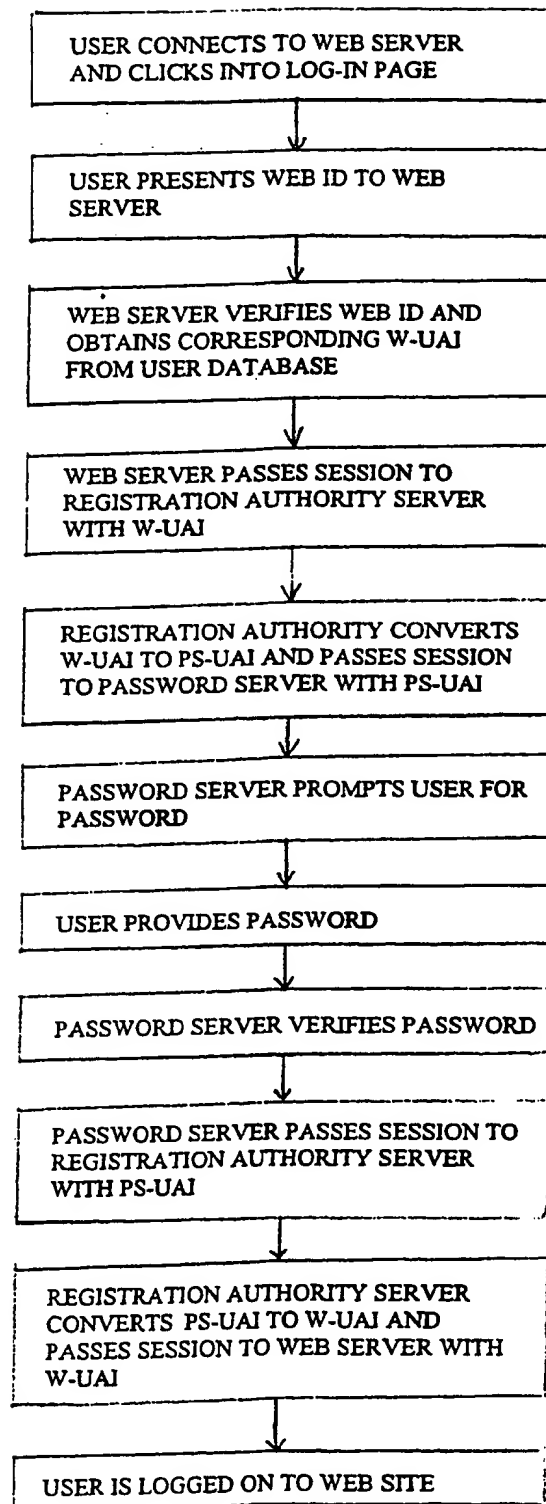 USER CONNECTS TO WEB SERVER
AND CLICKS INTO LOG-IN PAGE
USER PRESENTS WEB ID TO WEB
SERVER
WEB SERVER VERIFIES WEB ID AND
OBTAINS CORRESPONDING W-UAI
FROM USER DATABASE
WEB SERVER PASSES SESSION TO
REGISTRATION AUTHORITY SERVER
WITH W-UAI
REGISTRATION AUTHORITY CONVERTS
W-UAI TO PS-UAI AND PASSES SESSION
TO PASSWORD SERVER WITH PS-UAI
PASSWORD SERVER PROMPTS USER FOR
PASSWORD
USER PROVIDES PASSWORD
PASSWORD SERVER VERIFIES PASSWORD
PASSWORD SERVER PASSES SESSION TO
REGISTRATION AUTHORITY SERVER
WITH PS-UAI
REGISTRATION AUTHORITY SERVER
CONVERTS PS-UAI TO W-UAI AND
PASSES SESSION TO WEB SERVER WITH
W-UAI
USER IS LOGGED ON TO WEB SITE